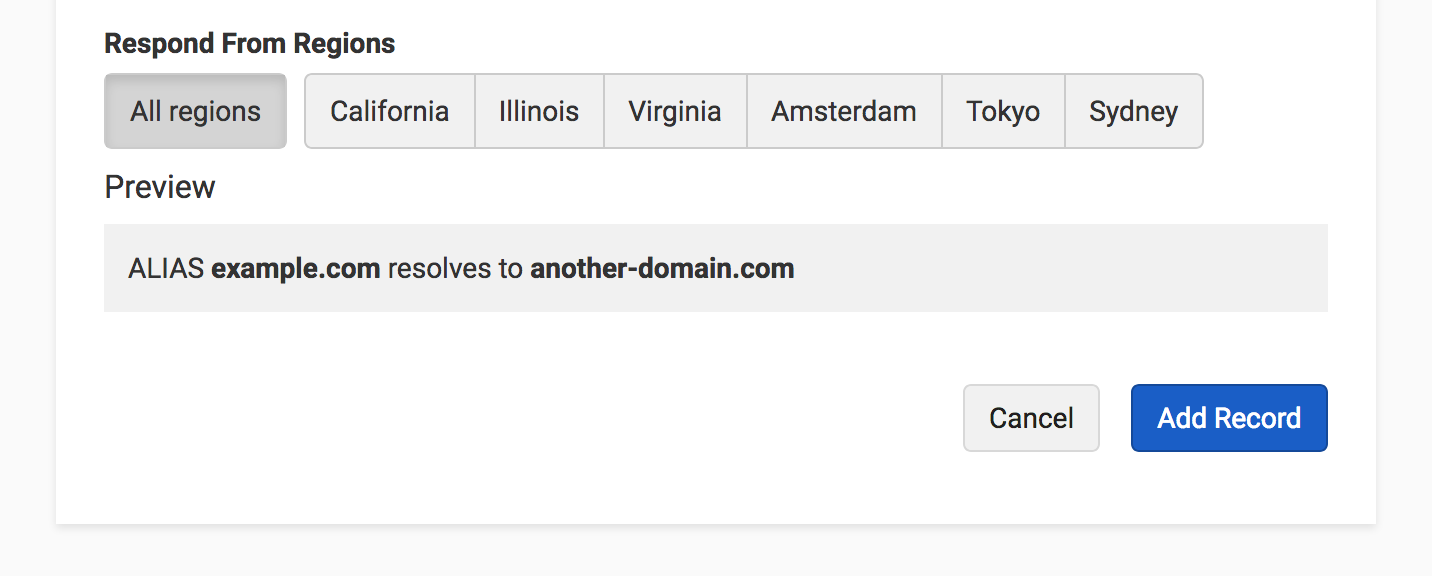 Respond From Regions
All regions California Illinois Virginia Amsterdam Tokyo Sydney
Preview
ALIAS example.com resolves to another-domain.com
Cancel Add Record